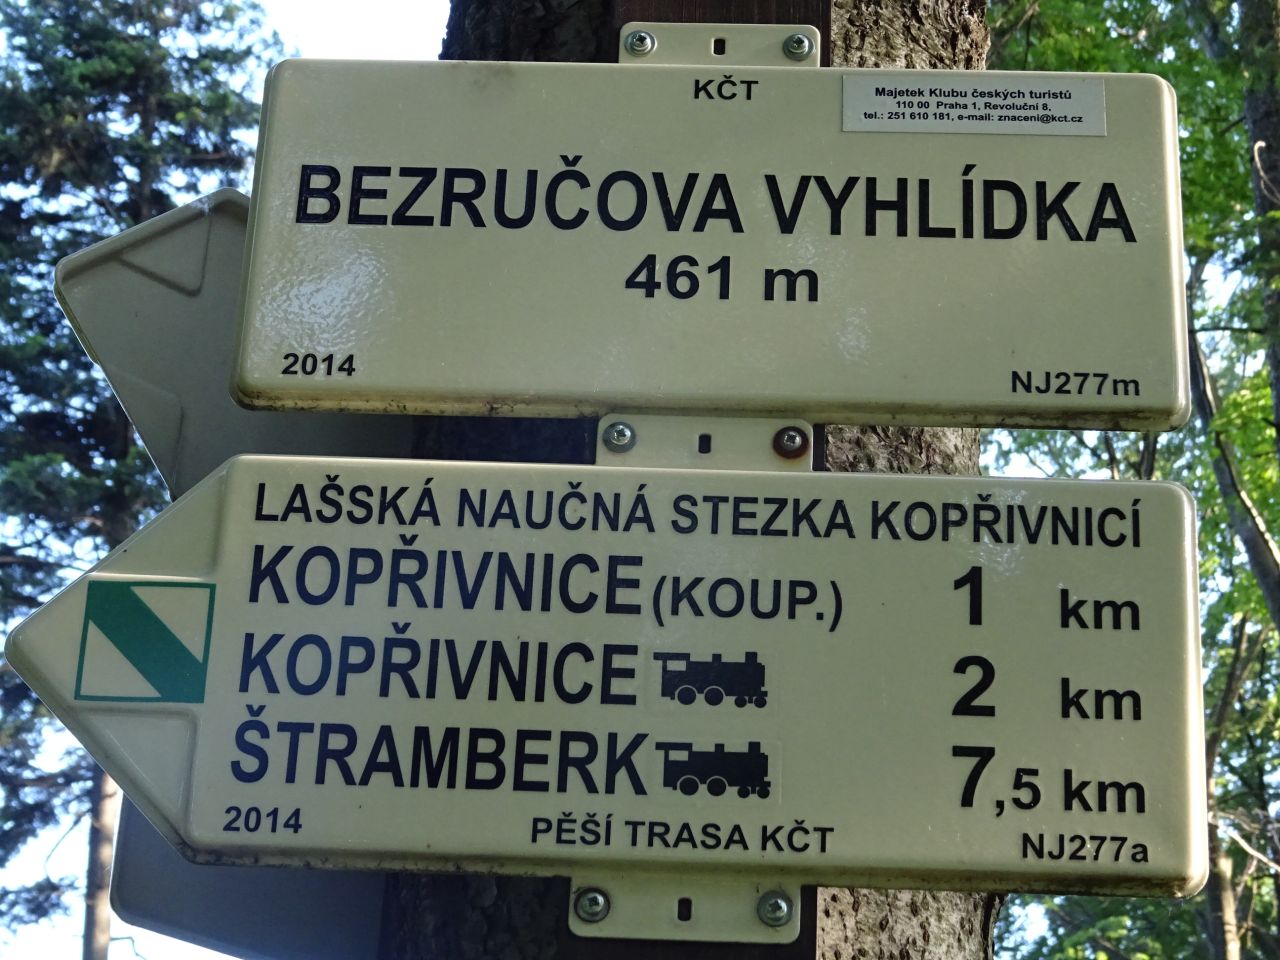 KČT
Majetek Klubu českých turistů
110 00 Praha 1, Revoluční 8,
tel.: 251 610 181, e-mail: znaceni@kct.cz
BEZRUČOVA VYHLÍDKA
461 m
2014 NJ277m
LAŠSKÁ NAUČNÁ STEZKA KOPŘIVNICÍ
KOPŘIVNICE (KOUP.) 1 km
KOPŘIVNICE 2 km
ŠTRAMBERK 7,5 km
2014 PĚŠÍ TRASA KČT NJ277a